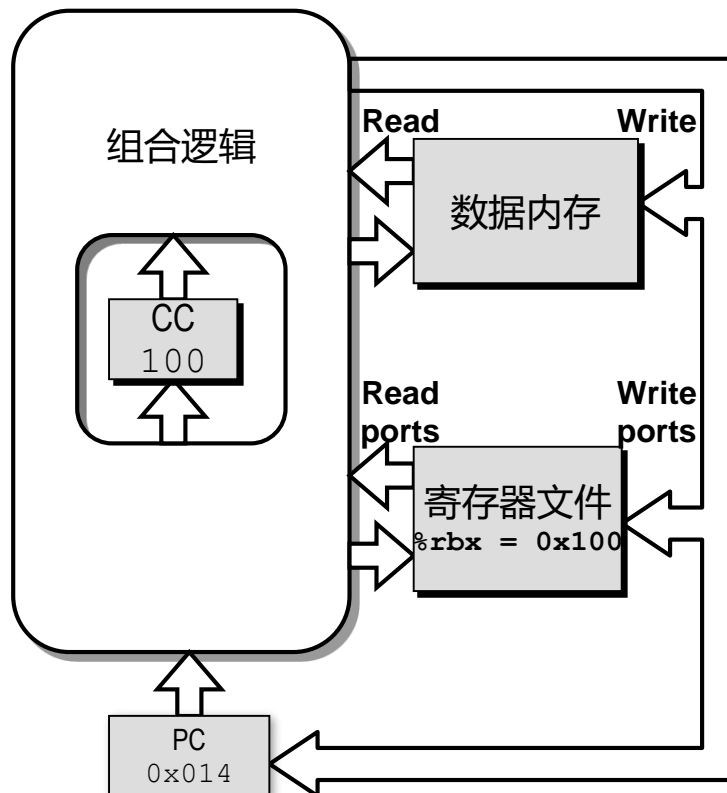 组合逻辑
CC
100
Read
Write
数据内存
Read
ports
Write
ports
寄存器文件
%rbx = 0x100
PC
0x014